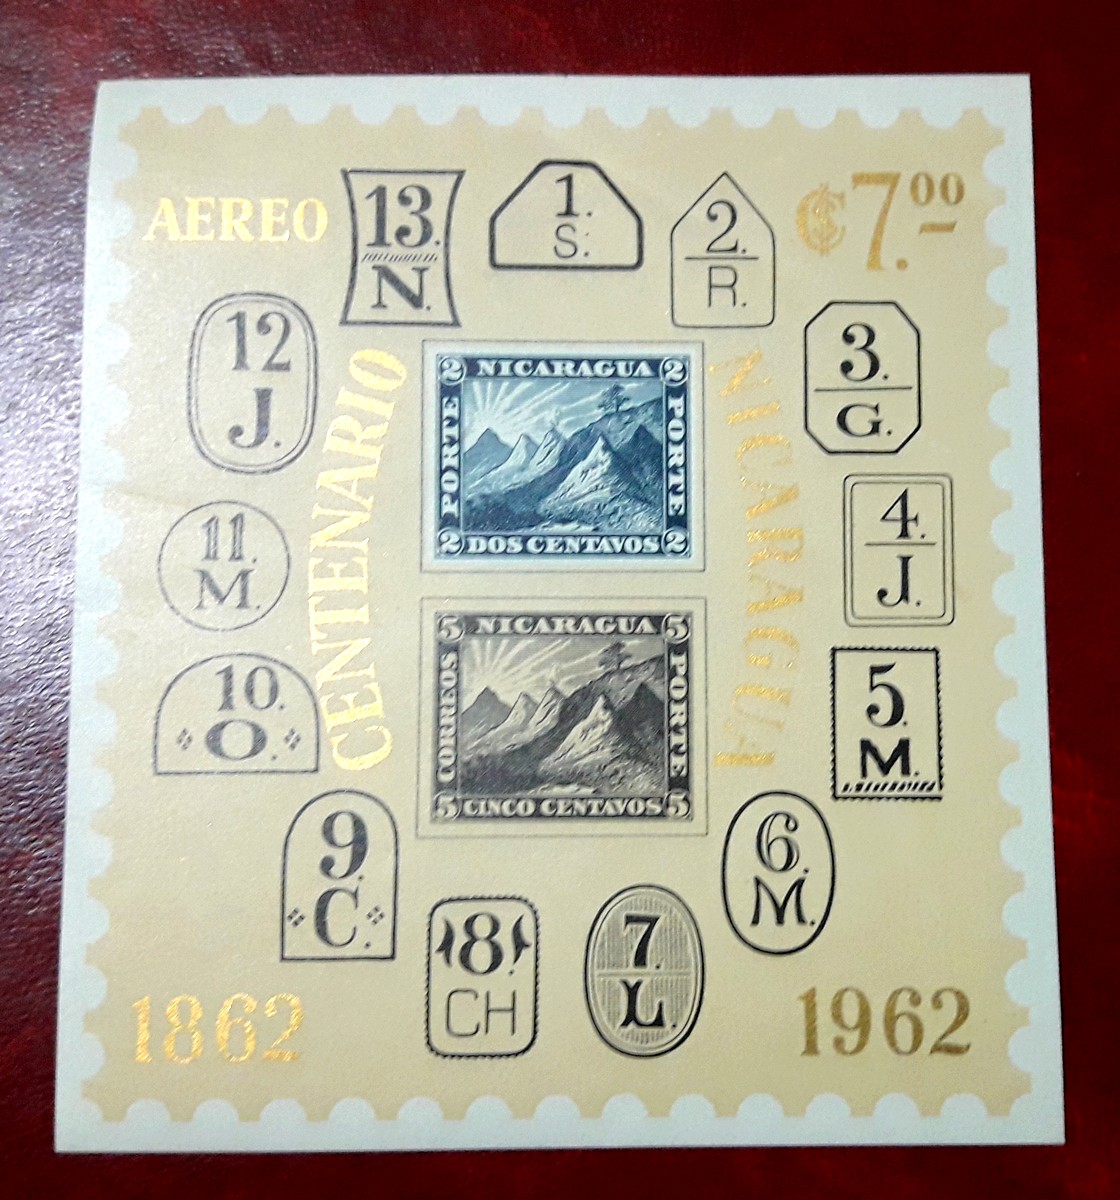 AEREO
₡7.00
13.
N.
1.
S.
2.
R.
3.
G.
4.
J.
5.
M.
6.
M.
7.
L.
8.
CH
9.
C.
10.
O.
11.
M.
12
J.
CENTENARIO
NICARAGUA
2 NICARAGUA 2
PORTE
PORTE
2 DOS CENTAVOS 2
5 NICARAGUA 5
CORREOS
PORTE
5 CINCO CENTAVOS 5
1862
1962